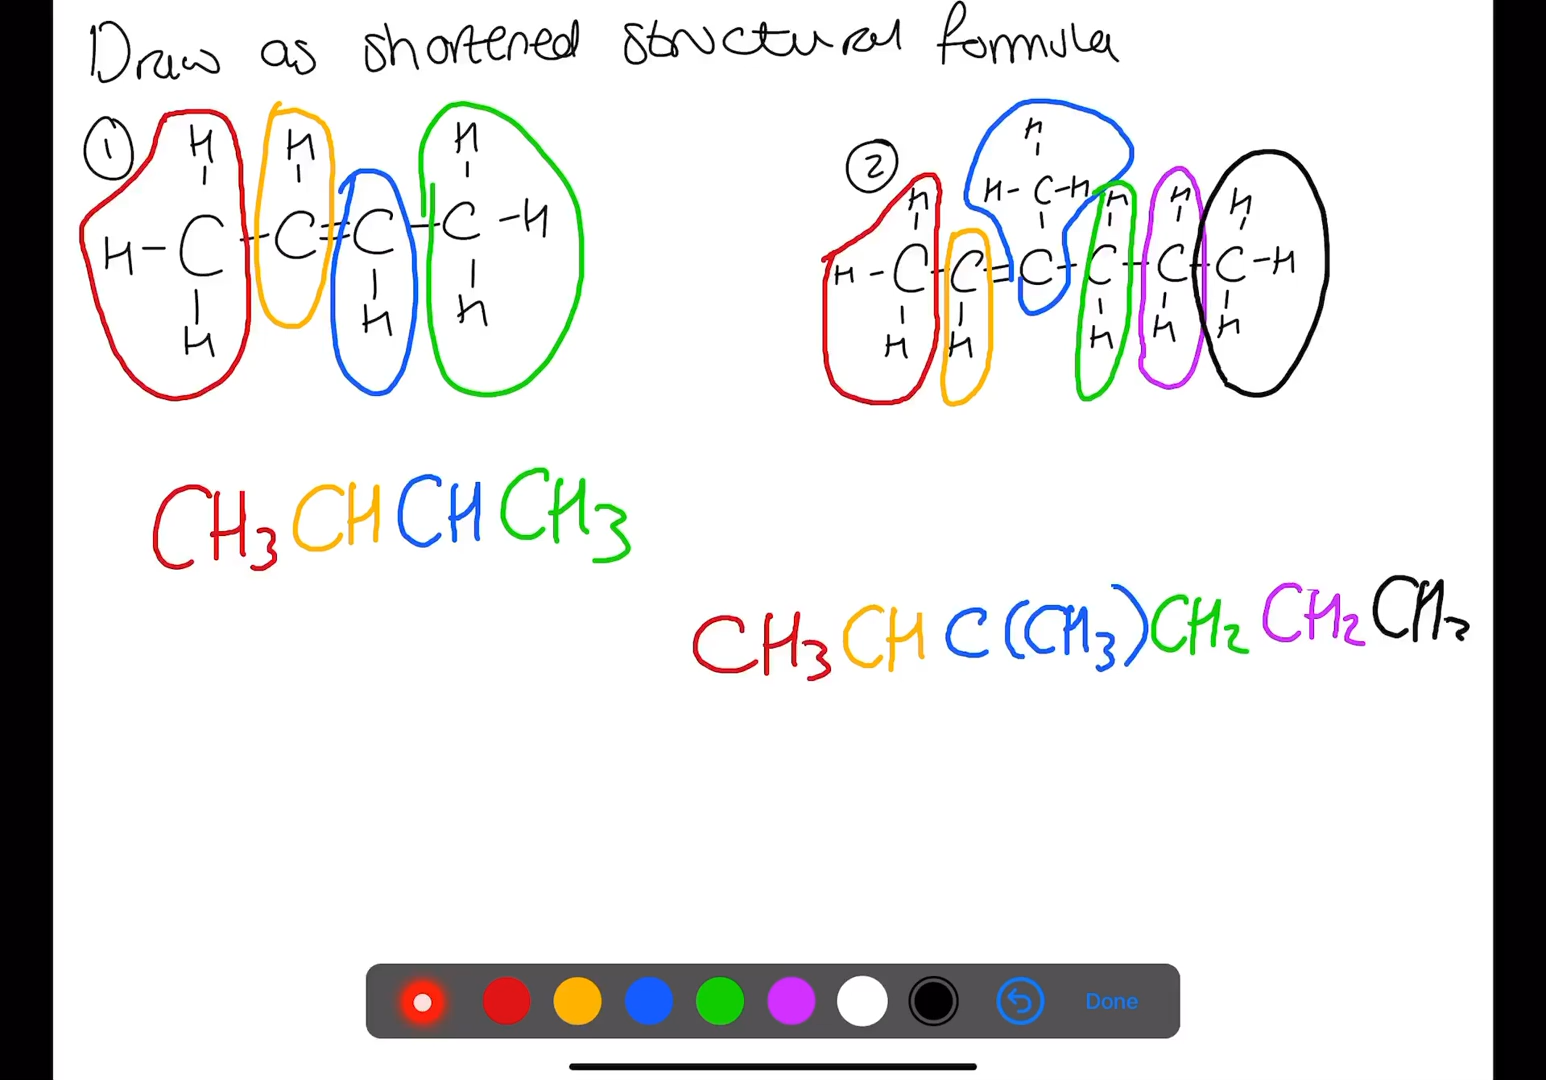 Draw as shortened structural formula
1
2
H H H
H - C - C = C - C - H
H H H
H
H - C - H
H H H H
H - C - C = C - C - C - C - H
H H H H H
CH3CHCHCH3
CH3CHC(CH3)CH2CH2CH3
Done